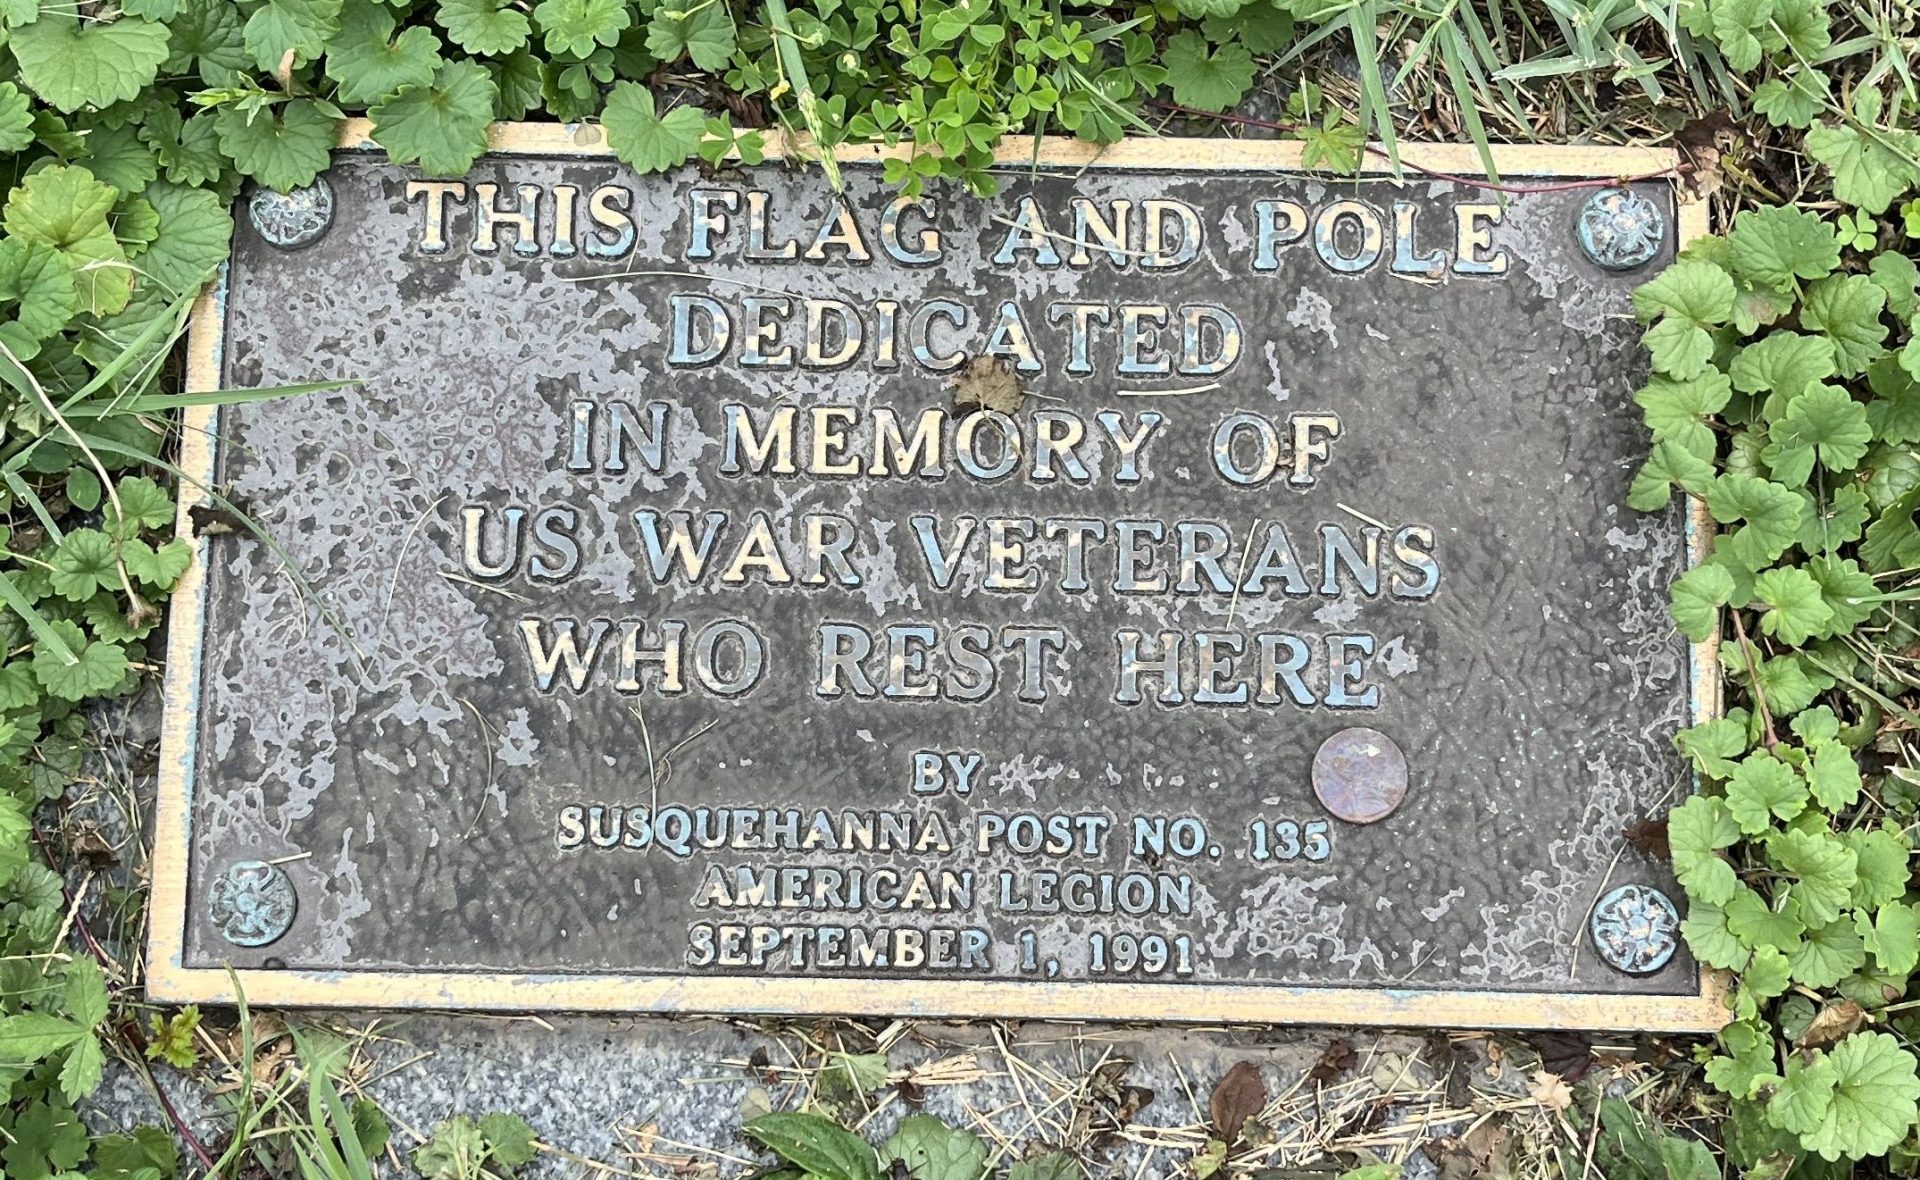 THIS FLAG AND POLE
DEDICATED
IN MEMORY OF
US WAR VETERANS
WHO REST HERE
BY
SUSQUEHANNA POST NO. 135
AMERICAN LEGION
SEPTEMBER 1, 1991